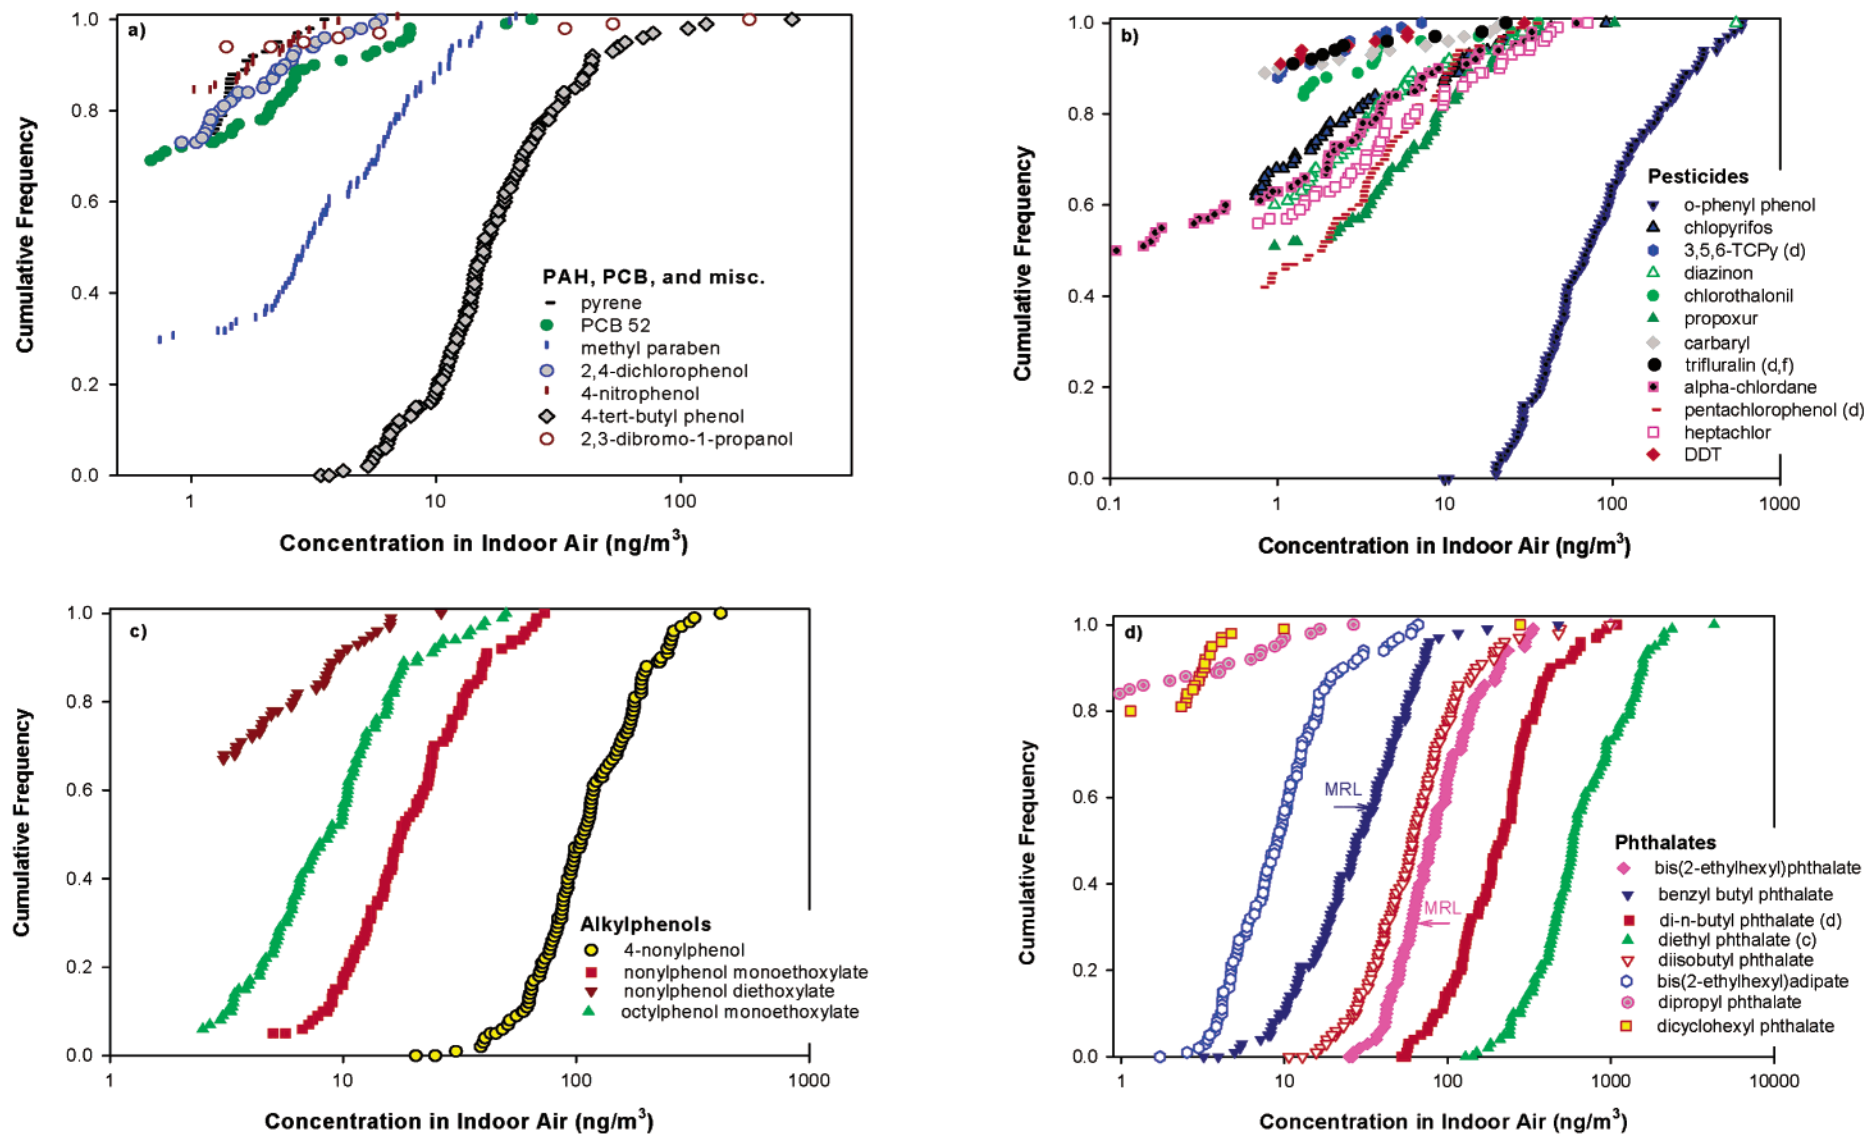 a)
Cumulative Frequency
1.0
0.8
0.6
0.4
0.2
0.0
PAH, PCB, and misc.
pyrene
PCB 52
methyl paraben
2,4-dichlorophenol
4-nitrophenol
4-tert-butyl phenol
2,3-dibromo-1-propanol
1 10 100
Concentration in Indoor Air (ng/m³)
b)
Cumulative Frequency
1.0
0.8
0.6
0.4
0.2
0.0
Pesticides
o-phenyl phenol
chlopyrifos
3,5,6-TCPy (d)
diazinon
chlorothalonil
propoxur
carbaryl
trifluralin (d,f)
alpha-chlordane
pentachlorophenol (d)
heptachlor
DDT
0.1 1 10 100 1000
Concentration in Indoor Air (ng/m³)
c)
Cumulative Frequency
1.0
0.8
0.6
0.4
0.2
0.0
Alkylphenols
4-nonylphenol
nonylphenol monoethoxylate
nonylphenol diethoxylate
octylphenol monoethoxylate
1 10 100 1000
Concentration in Indoor Air (ng/m³)
d)
Cumulative Frequency
1.0
0.8
0.6
0.4
0.2
0.0
MRL
MRL
Phthalates
bis(2-ethylhexyl)phthalate
benzyl butyl phthalate
di-n-butyl phthalate (d)
diethyl phthalate (c)
diisobutyl phthalate
bis(2-ethylhexyl)adipate
dipropyl phthalate
dicyclohexyl phthalate
1 10 100 1000 10000
Concentration in Indoor Air (ng/m³)